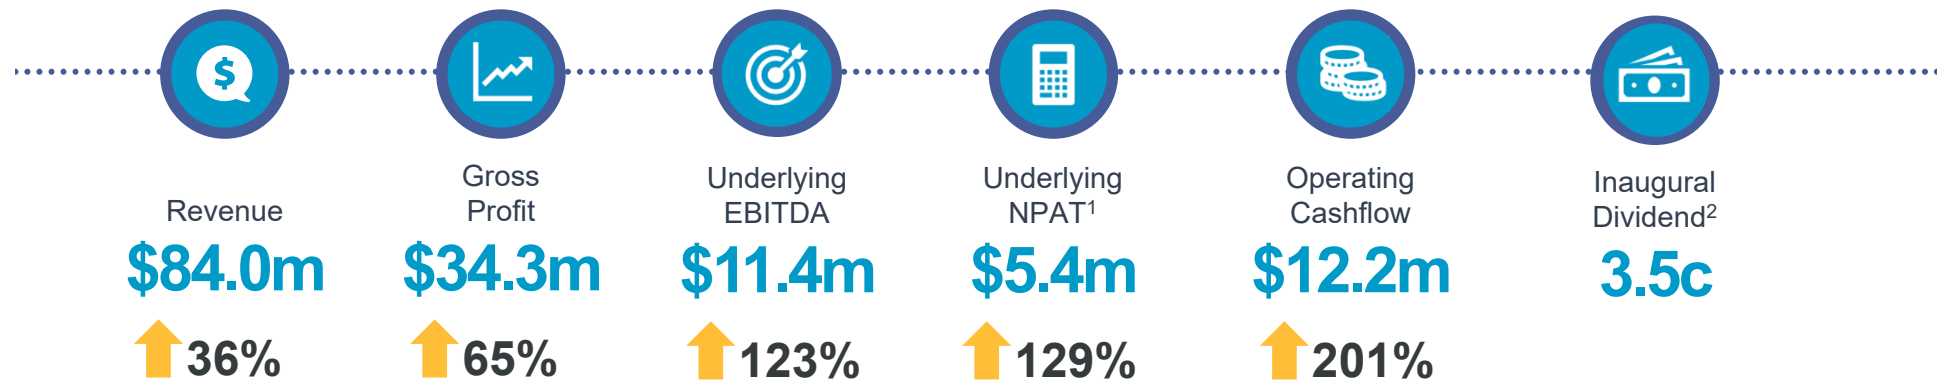 $
Revenue
$84.0m
36%
Gross
Profit
$34.3m
65%
Underlying
EBITDA
$11.4m
123%
Underlying
NPAT¹
$5.4m
129%
Operating
Cashflow
$12.2m
201%
Inaugural
Dividend²
3.5c